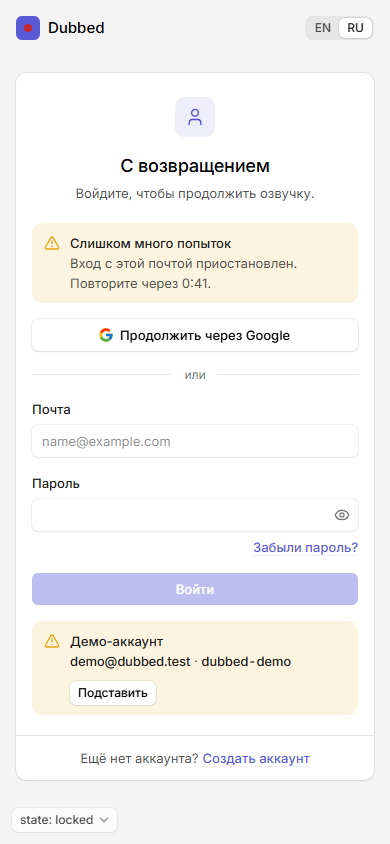 Dubbed
EN RU
С возвращением
Войдите, чтобы продолжить озвучку.
Слишком много попыток
Вход с этой почтой приостановлен.
Повторите через 0:41.
Продолжить через Google
или
Почта
name@example.com
Пароль
Забыли пароль?
Войти
Демо-аккаунт
demo@dubbed.test · dubbed-demo
Подставить
Ещё нет аккаунта? Создать аккаунт
state: locked